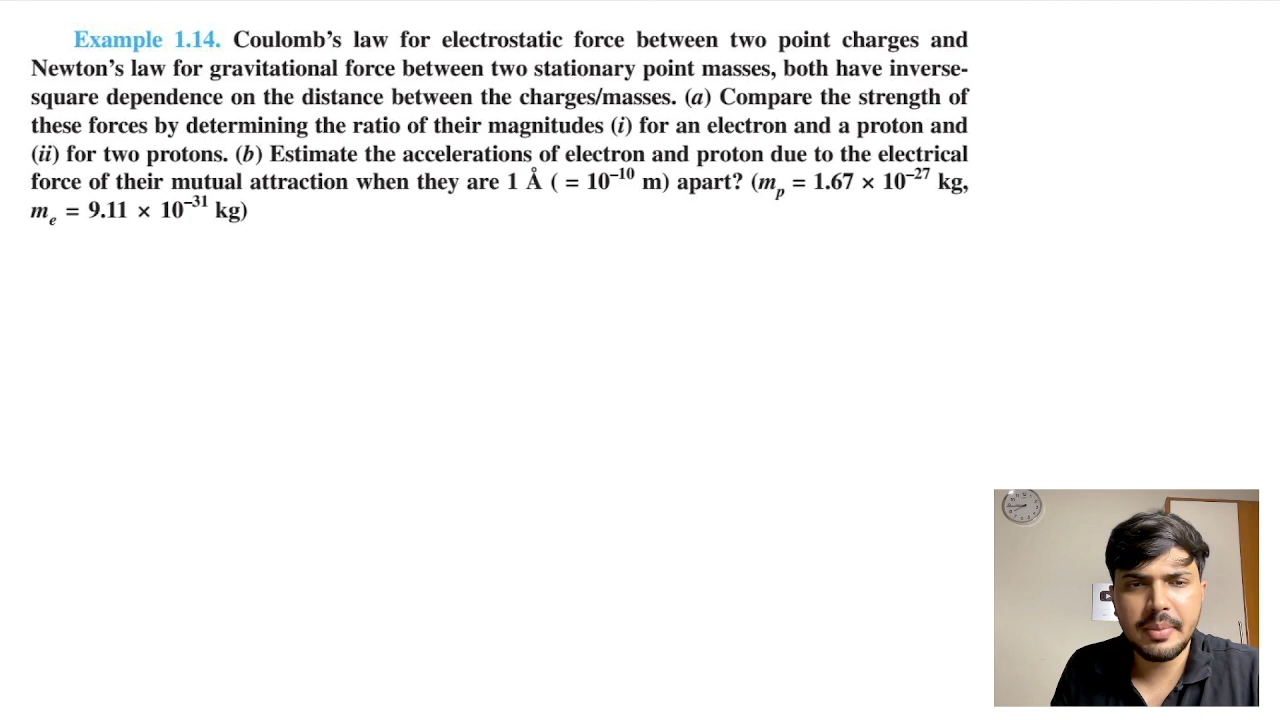 Example 1.14. Coulomb's law for electrostatic force between two point charges and
Newton's law for gravitational force between two stationary point masses, both have inverse-
square dependence on the distance between the charges/masses. (a) Compare the strength of
these forces by determining the ratio of their magnitudes (i) for an electron and a proton and
(ii) for two protons. (b) Estimate the accelerations of electron and proton due to the electrical
force of their mutual attraction when they are 1 Å ( = 10⁻¹⁰ m) apart? (mₚ = 1.67 × 10⁻²⁷ kg,
mₑ = 9.11 × 10⁻³¹ kg)